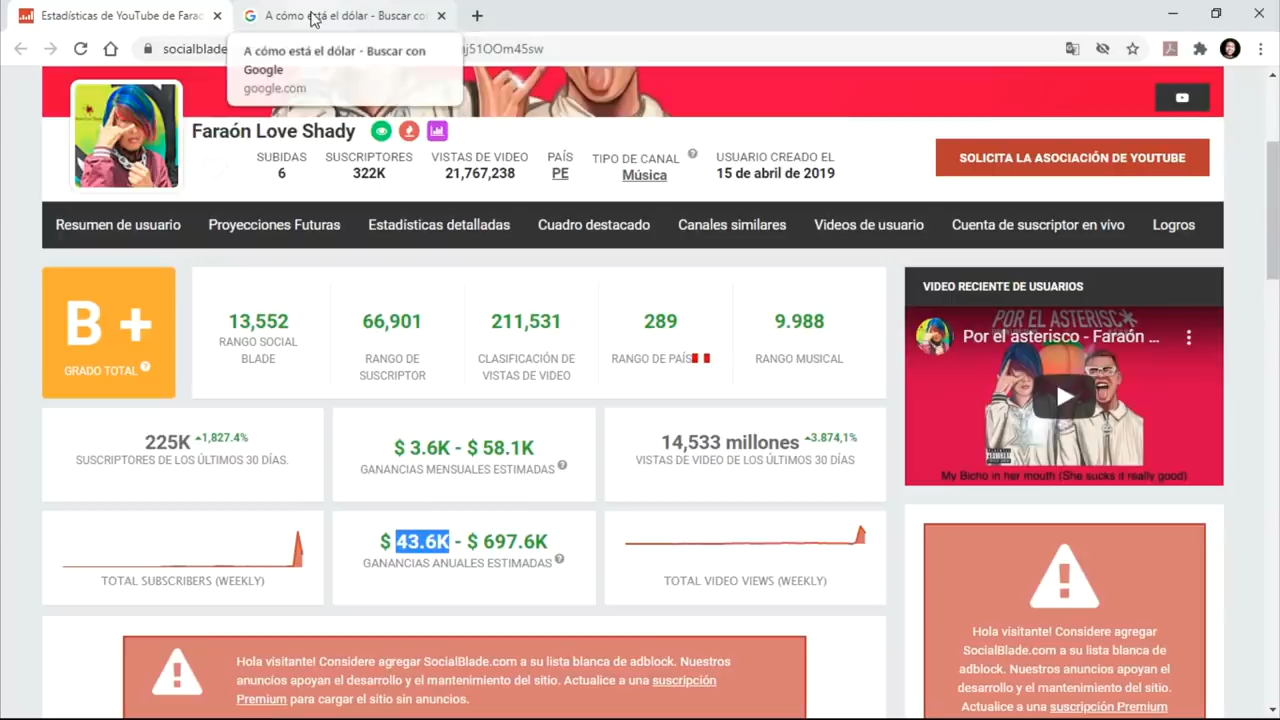 Estadísticas de YouTube de Farao
A cómo está el dólar - Buscar con
socialblade
nj51OOm45sw
A cómo está el dólar - Buscar con
Google
google.com
Faraón Love Shady
SUBIDAS
6
SUSCRIPTORES
322K
VISTAS DE VIDEO
21,767,238
PAÍS
PE
TIPO DE CANAL
Música
USUARIO CREADO EL
15 de abril de 2019
SOLICITA LA ASOCIACIÓN DE YOUTUBE
Resumen de usuario
Proyecciones Futuras
Estadísticas detalladas
Cuadro destacado
Canales similares
Videos de usuario
Cuenta de suscriptor en vivo
Logros
B +
GRADO TOTAL
13,552
RANGO SOCIAL
BLADE
66,901
RANGO DE
SUSCRIPTOR
211,531
CLASIFICACIÓN DE
VISTAS DE VIDEO
289
RANGO DE PAÍS
9.988
RANGO MUSICAL
VIDEO RECIENTE DE USUARIOS
POR EL ASTERISC*
Por el asterisco - Faraón ...
My Bicho in her mouth (She sucks it really good)
225K 1,827.4%
SUSCRIPTORES DE LOS ÚLTIMOS 30 DÍAS.
$ 3.6K - $ 58.1K
GANANCIAS MENSUALES ESTIMADAS
14,533 millones 3.874,1%
VISTAS DE VIDEO DE LOS ÚLTIMOS 30 DÍAS
TOTAL SUBSCRIBERS (WEEKLY)
$ 43.6K - $ 697.6K
GANANCIAS ANUALES ESTIMADAS
TOTAL VIDEO VIEWS (WEEKLY)
Hola visitante! Considere agregar SocialBlade.com a su lista blanca de adblock. Nuestros
anuncios apoyan el desarrollo y el mantenimiento del sitio. Actualice a una suscripción
Premium para cargar el sitio sin anuncios.
Hola visitante! Considere agregar
SocialBlade.com a su lista blanca de
adblock. Nuestros anuncios apoyan el
desarrollo y el mantenimiento del sitio.
Actualice a una suscripción Premium